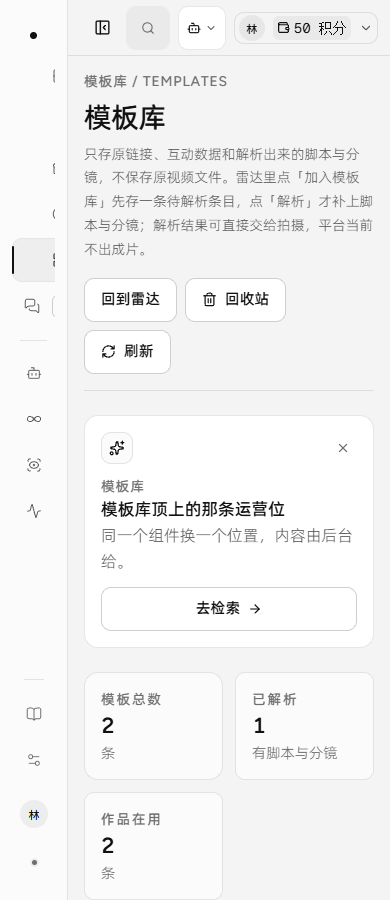 林 50 积分
模板库 / TEMPLATES
模板库
只存原链接、互动数据和解析出来的脚本与分
镜，不保存原视频文件。雷达里点「加入模板
库」先存一条待解析条目，点「解析」才补上脚
本与分镜；解析结果可直接交给拍摄，平台当前
不出成片。
回到雷达
回收站
刷新
模板库
模板库顶上的那条运营位
同一个组件换一个位置，内容由后台
给。
去检索
模板总数
2
条
已解析
1
有脚本与分镜
作品在用
2
条
林